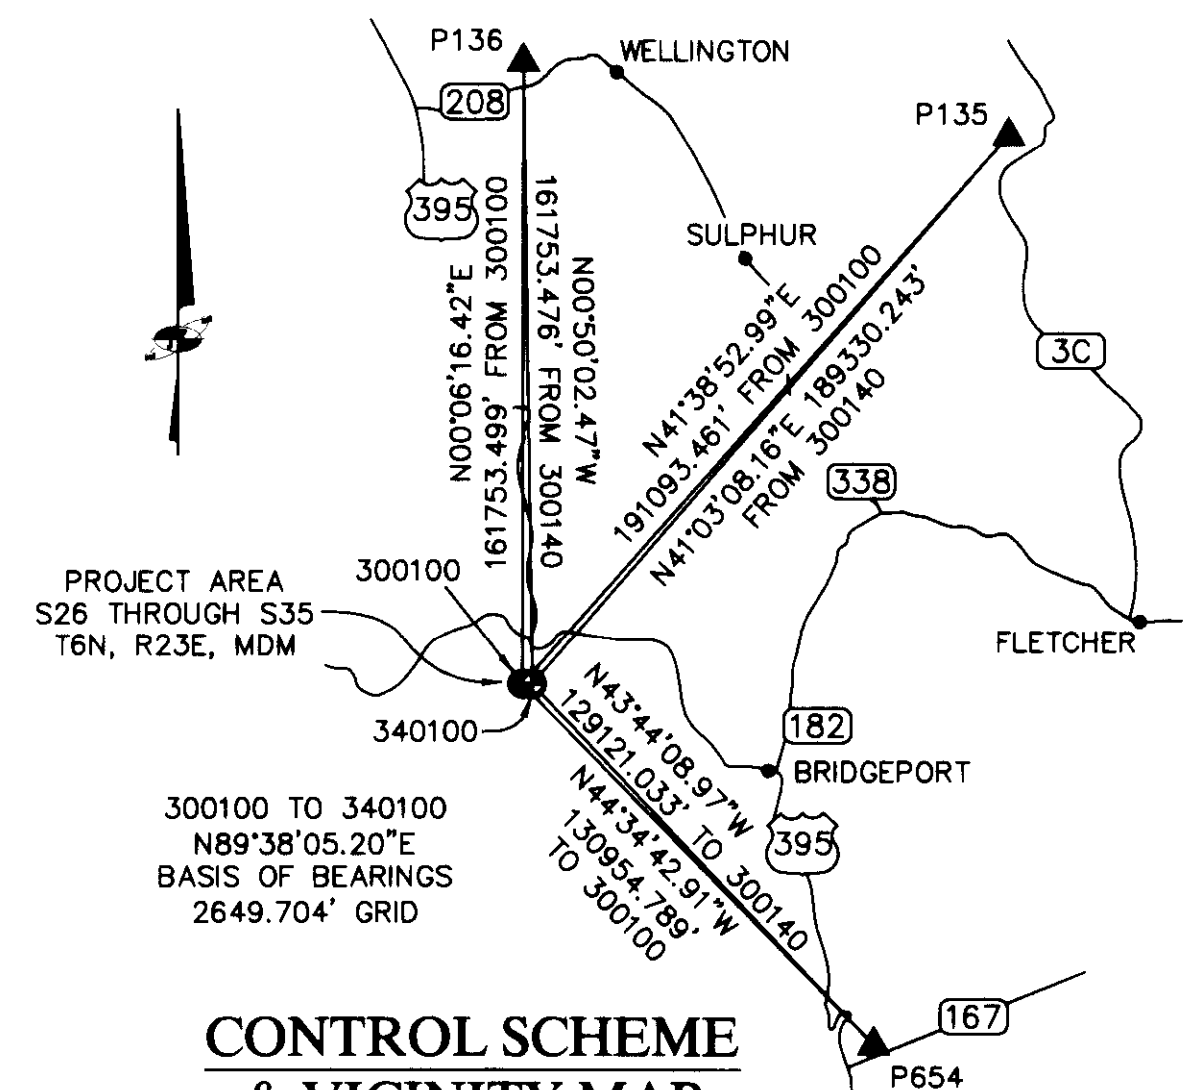 P136
WELLINGTON
208
P135
395
SULPHUR
N00°06'16.42"E
161753.499' FROM 300100
161753.476' FROM 300140
N00°50'02.47"W
N41°38'52.99"E
191093.461' FROM 300100
N41°03'08.16"E 189330.243'
FROM 300140
3C
338
300100
PROJECT AREA
S26 THROUGH S35
T6N, R23E, MDM
FLETCHER
340100
N43°44'08.97"W
129121.033' TO 300140
N44°34'42.91"W
130954.789'
TO 300100
182
BRIDGEPORT
395
300100 TO 340100
N89°38'05.20"E
BASIS OF BEARINGS
2649.704' GRID
CONTROL SCHEME
& VICINITY MAP
167
P654